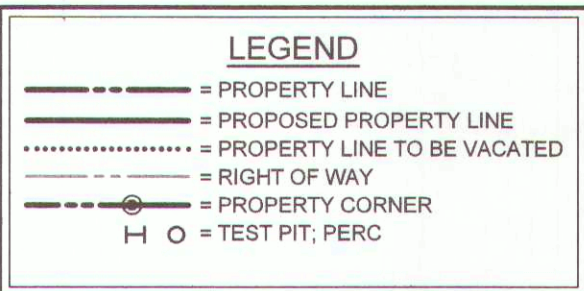 LEGEND
= PROPERTY LINE
= PROPOSED PROPERTY LINE
= PROPERTY LINE TO BE VACATED
= RIGHT OF WAY
= PROPERTY CORNER
H O = TEST PIT; PERC